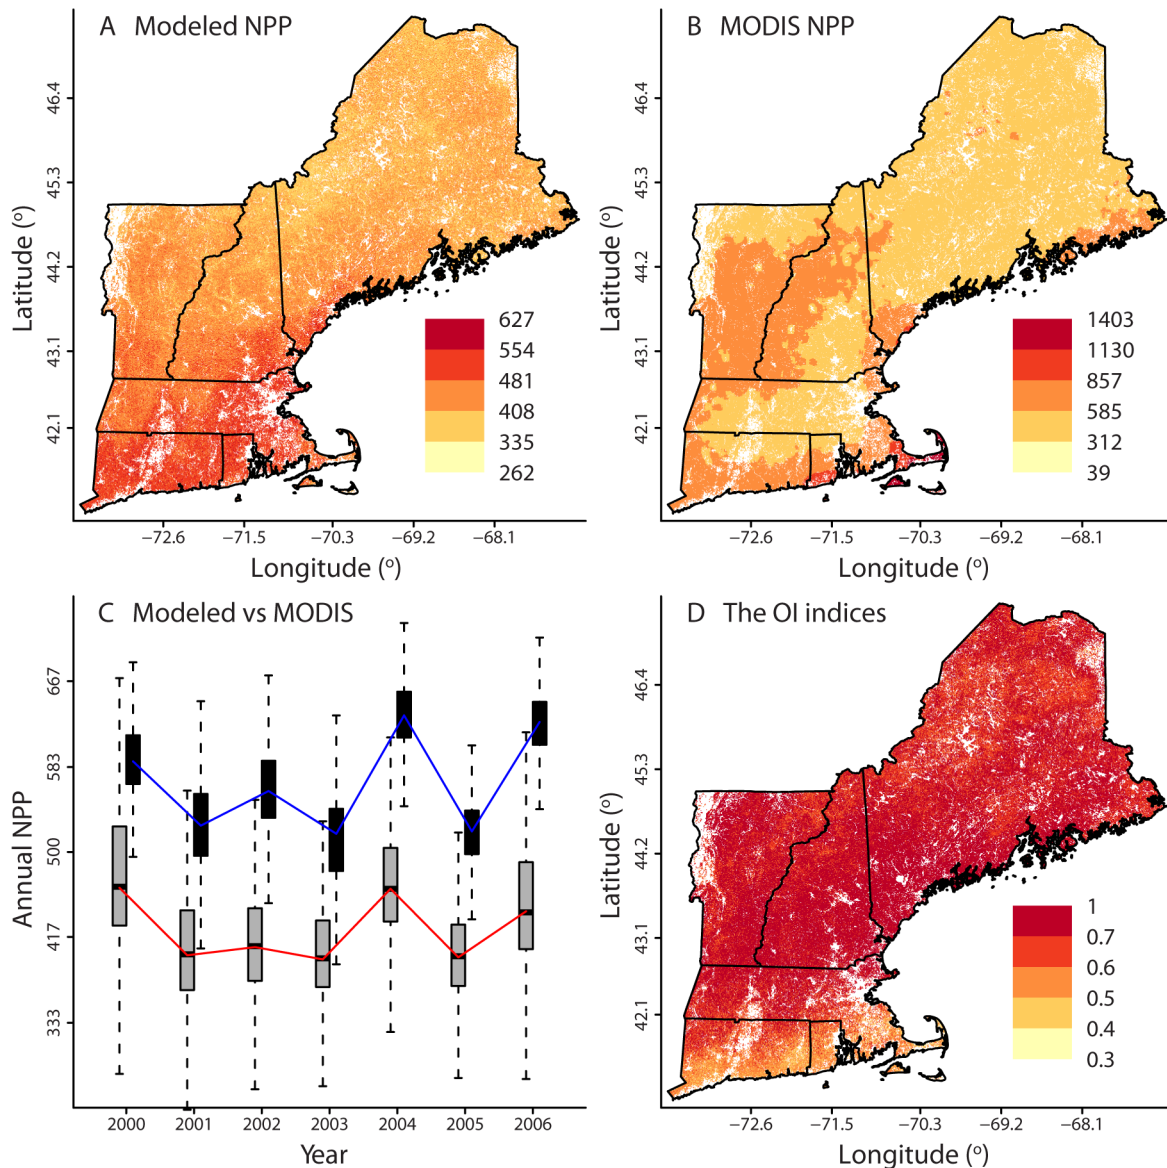 A Modeled NPP
Latitude (o)
46.4
45.3
44.2
43.1
42.1
627
554
481
408
335
262
−72.6 −71.5 −70.3 −69.2 −68.1
Longitude (o)
B MODIS NPP
Latitude (o)
46.4
45.3
44.2
43.1
42.1
1403
1130
857
585
312
39
−72.6 −71.5 −70.3 −69.2 −68.1
Longitude (o)
C Modeled vs MODIS
Annual NPP
667
583
500
417
333
2000 2001 2002 2003 2004 2005 2006
Year
D The OI indices
Latitude (o)
46.4
45.3
44.2
43.1
42.1
1
0.7
0.6
0.5
0.4
0.3
−72.6 −71.5 −70.3 −69.2 −68.1
Longitude (o)